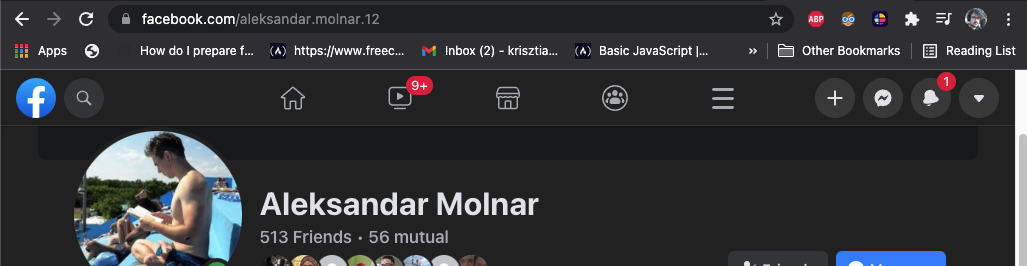 facebook.com/aleksandar.molnar.12
ABP
Apps
How do I prepare f...
https://www.freec...
Inbox (2) - krisztia...
Basic JavaScript |...
»
Other Bookmarks
Reading List
9+
1
Aleksandar Molnar
513 Friends · 56 mutual